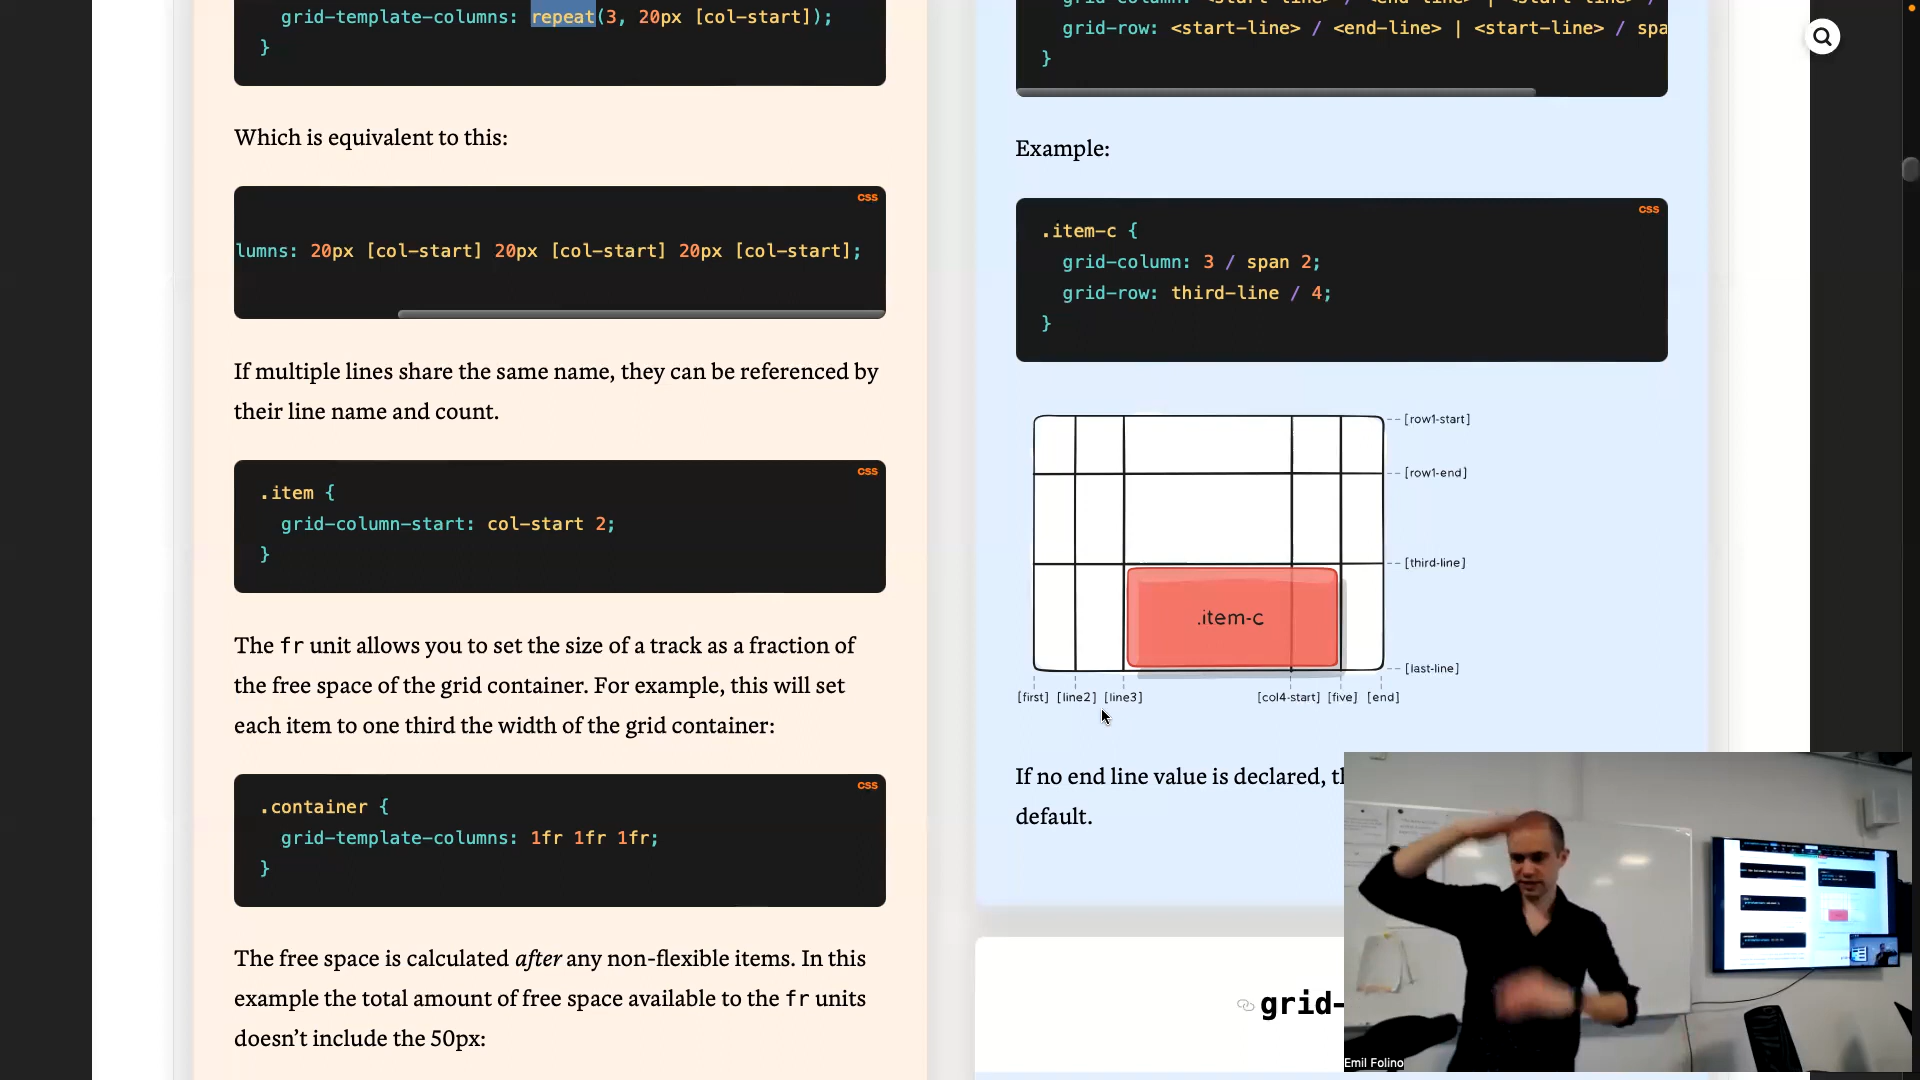 grid-template-columns: repeat(3, 20px [col-start]);
}
Which is equivalent to this:
css
lumns: 20px [col-start] 20px [col-start] 20px [col-start];
If multiple lines share the same name, they can be referenced by
their line name and count.
css
.item {
grid-column-start: col-start 2;
}
The fr unit allows you to set the size of a track as a fraction of
the free space of the grid container. For example, this will set
each item to one third the width of the grid container:
css
.container {
grid-template-columns: 1fr 1fr 1fr;
}
The free space is calculated after any non-flexible items. In this
example the total amount of free space available to the fr units
doesn’t include the 50px:
grid-row: <start-line> / <end-line> | <start-line> / spa
}
Example:
css
.item-c {
grid-column: 3 / span 2;
grid-row: third-line / 4;
}
[row1-start]
[row1-end]
[third-line]
.item-c
[last-line]
[first] [line2] [line3] [col4-start] [five] [end]
If no end line value is declared, th
default.
grid-
Emil Folino